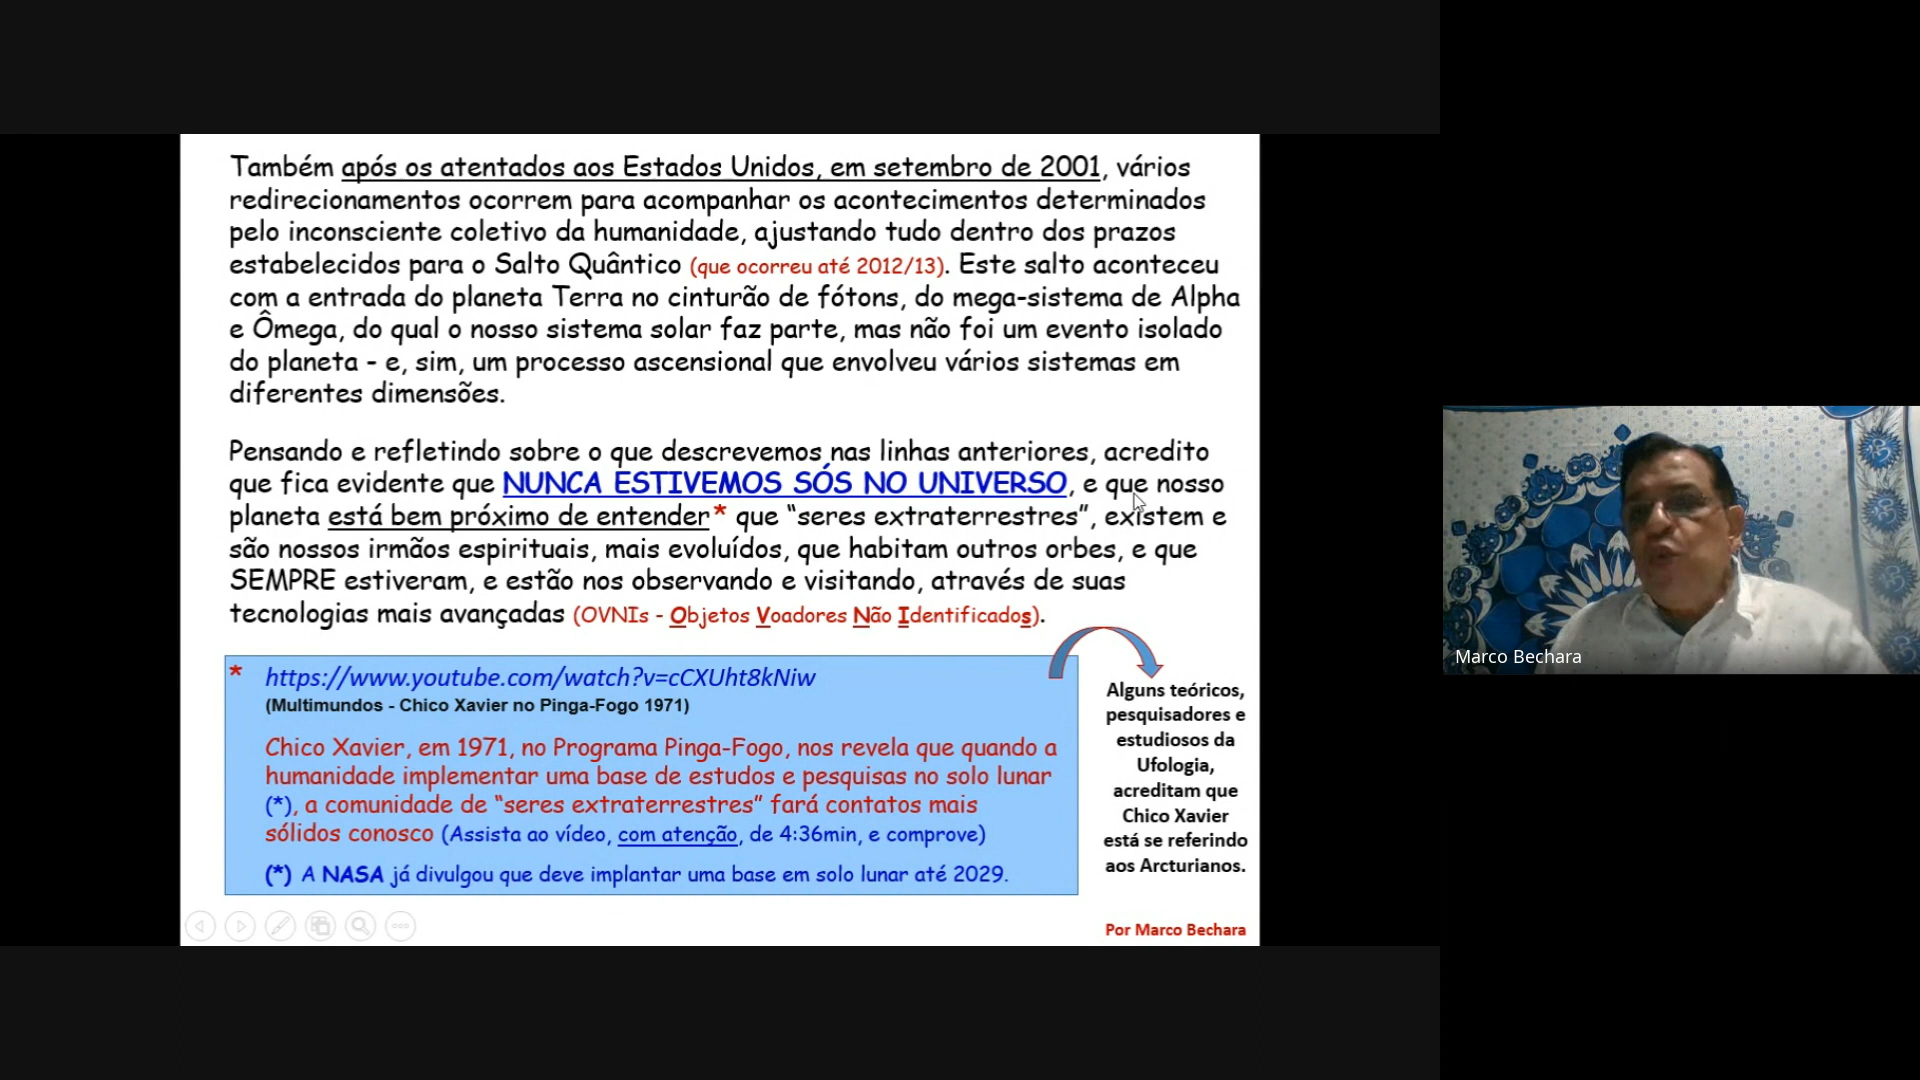 Também após os atentados aos Estados Unidos, em setembro de 2001, vários
redirecionamentos ocorrem para acompanhar os acontecimentos determinados
pelo inconsciente coletivo da humanidade, ajustando tudo dentro dos prazos
estabelecidos para o Salto Quântico (que ocorreu até 2012/13). Este salto aconteceu
com a entrada do planeta Terra no cinturão de fótons, do mega-sistema de Alpha
e Ômega, do qual o nosso sistema solar faz parte, mas não foi um evento isolado
do planeta - e, sim, um processo ascensional que envolveu vários sistemas em
diferentes dimensões.
Pensando e refletindo sobre o que descrevemos nas linhas anteriores, acredito
que fica evidente que NUNCA ESTIVEMOS SÓS NO UNIVERSO, e que nosso
planeta está bem próximo de entender* que “seres extraterrestres”, existem e
são nossos irmãos espirituais, mais evoluídos, que habitam outros orbes, e que
SEMPRE estiveram, e estão nos observando e visitando, através de suas
tecnologias mais avançadas (OVNIs - Objetos Voadores Não Identificados).
* https://www.youtube.com/watch?v=cCXUht8kNiw
(Multimundos - Chico Xavier no Pinga-Fogo 1971)
Chico Xavier, em 1971, no Programa Pinga-Fogo, nos revela que quando a
humanidade implementar uma base de estudos e pesquisas no solo lunar
(*), a comunidade de “seres extraterrestres” fará contatos mais
sólidos conosco (Assista ao vídeo, com atenção, de 4:36min, e comprove)
(*) A NASA já divulgou que deve implantar uma base em solo lunar até 2029.
Alguns teóricos,
pesquisadores e
estudiosos da
Ufologia,
acreditam que
Chico Xavier
está se referindo
aos Arcturianos.
Por Marco Bechara
Marco Bechara